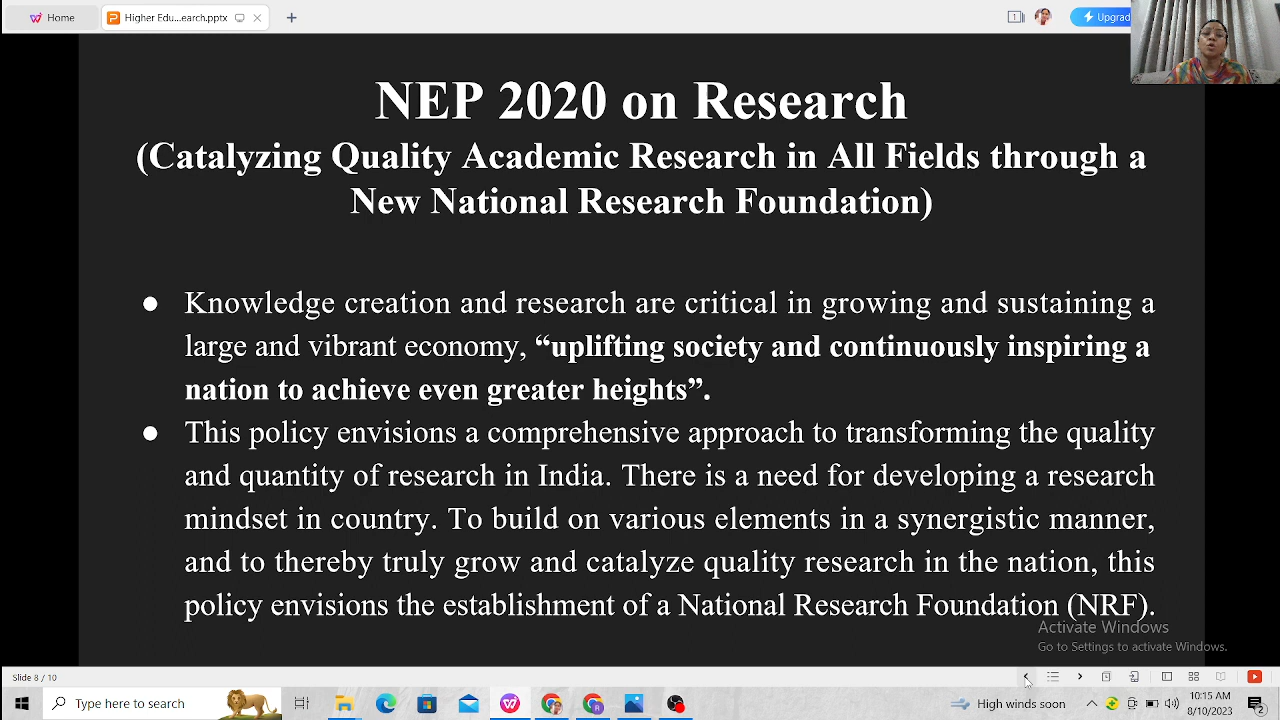 Home
Higher Edu...earch.pptx
1
Upgrad
NEP 2020 on Research
(Catalyzing Quality Academic Research in All Fields through a
New National Research Foundation)
Knowledge creation and research are critical in growing and sustaining a
large and vibrant economy, “uplifting society and continuously inspiring a
nation to achieve even greater heights”.
This policy envisions a comprehensive approach to transforming the quality
and quantity of research in India. There is a need for developing a research
mindset in country. To build on various elements in a synergistic manner,
and to thereby truly grow and catalyze quality research in the nation, this
policy envisions the establishment of a National Research Foundation (NRF).
Activate Windows
Go to Settings to activate Windows.
Slide 8 / 10
Type here to search
High winds soon
10:15 AM
8/10/2023
2